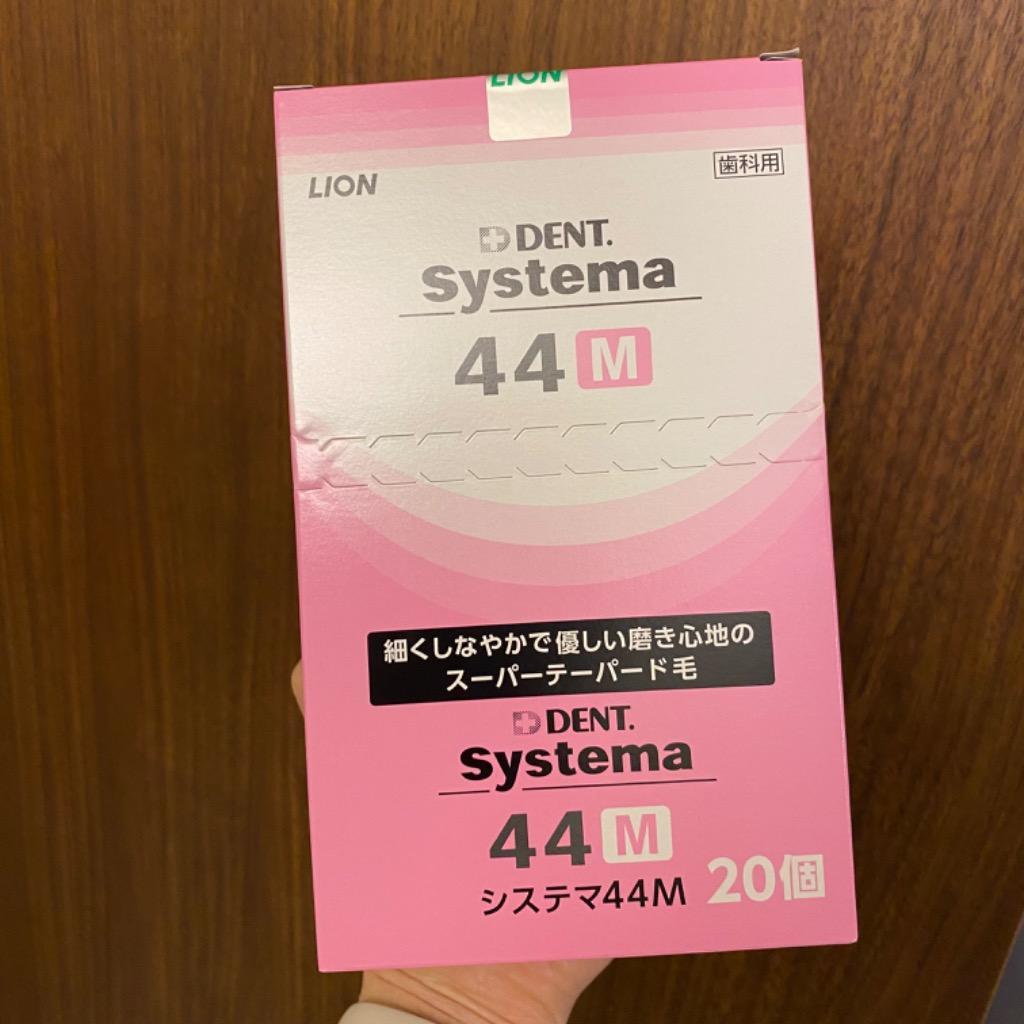 LION
LION
歯科用
DENT.
Systema
44 M
細くしなやかで優しい磨き心地の
スーパーテーパード毛
DENT.
Systema
44 M
システマ44M
20個